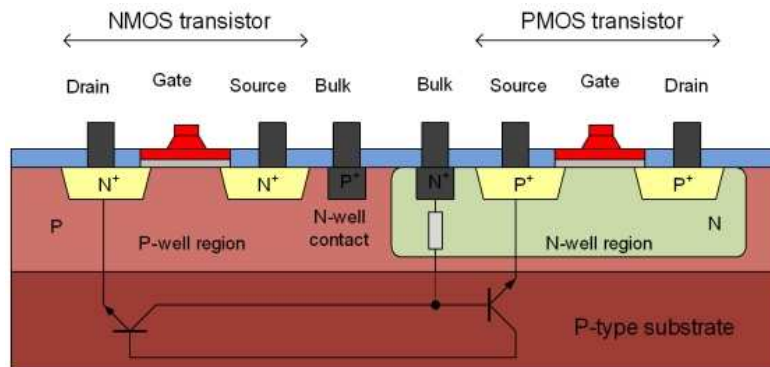 NMOS transistor
PMOS transistor
Drain
Gate
Source
Bulk
Bulk
Source
Gate
Drain
N+
N+
P+
N+
P+
P+
P
N-well
contact
N
P-well region
N-well region
P-type substrate